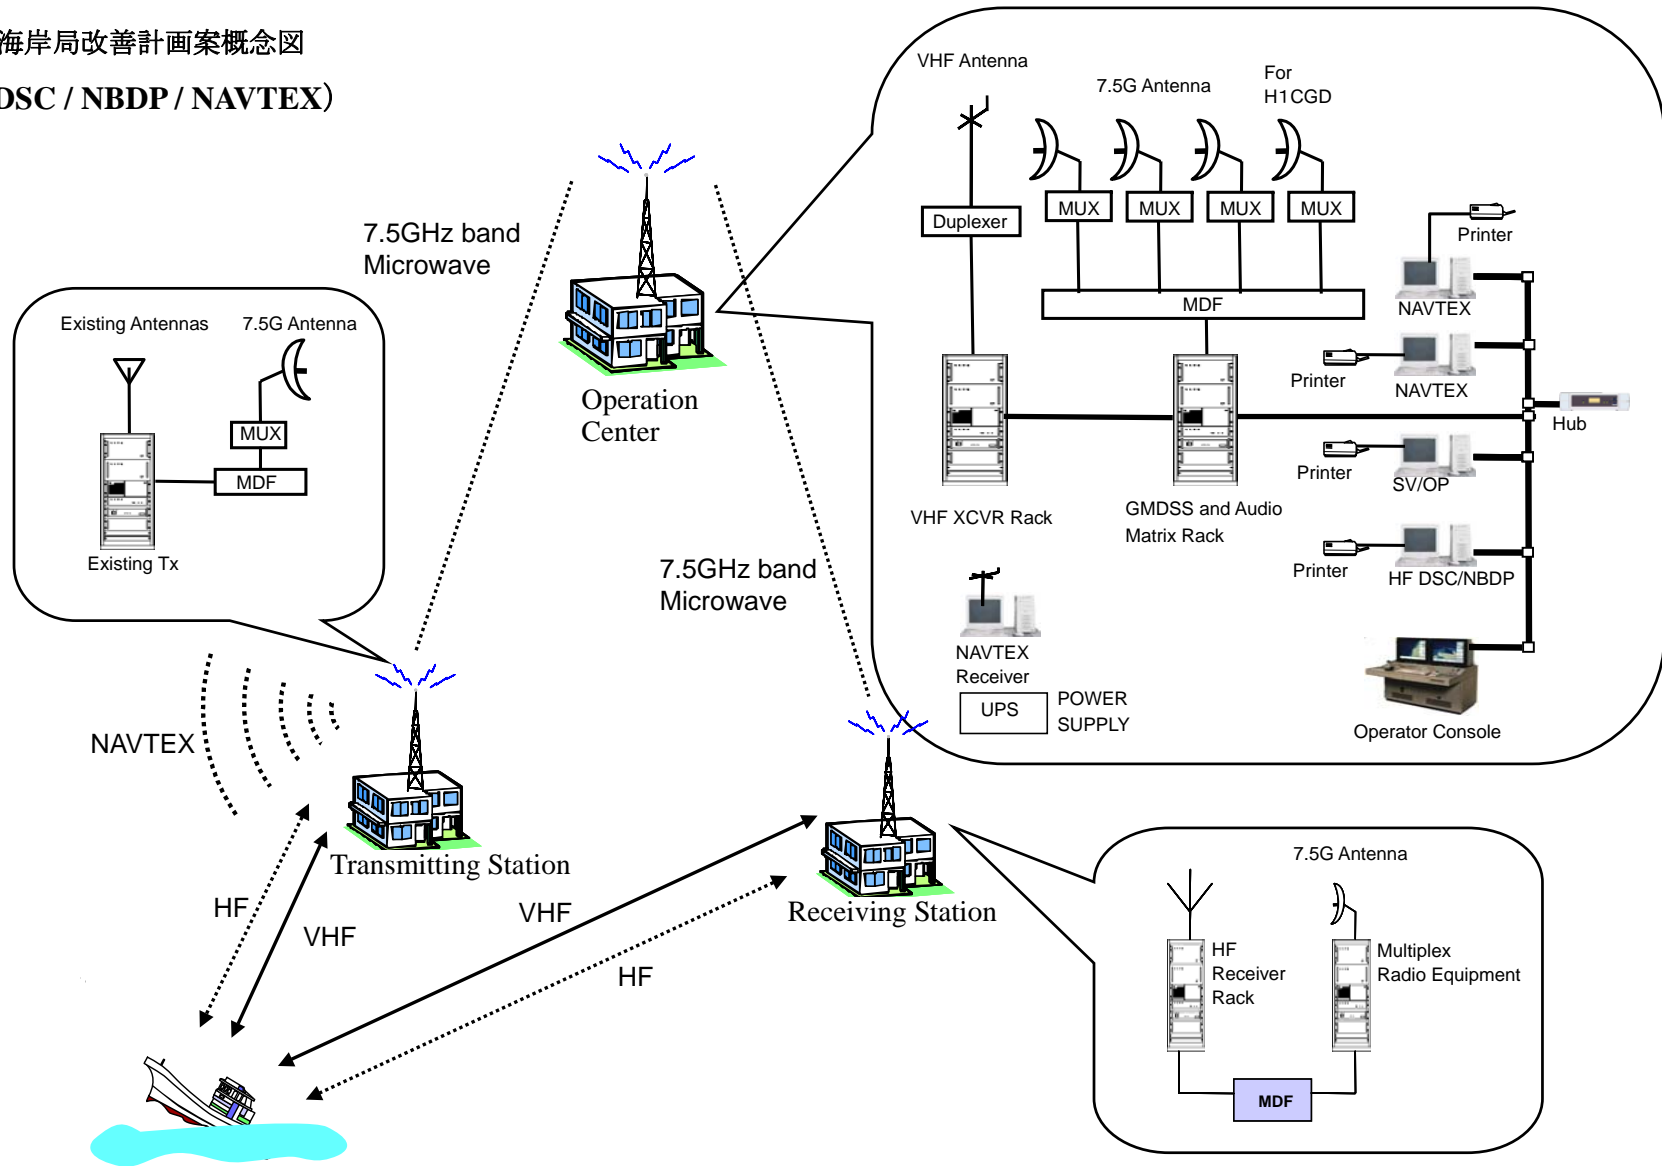 海岸局改善計画案概念図
DSC / NBDP / NAVTEX）
VHF Antenna
7.5G Antenna
For
H1CGD
Duplexer
MUX
MUX
MUX
MUX
MDF
Printer
NAVTEX
Printer
NAVTEX
Hub
Printer
SV/OP
Printer
HF DSC/NBDP
VHF XCVR Rack
GMDSS and Audio
Matrix Rack
NAVTEX
Receiver
UPS
POWER
SUPPLY
Operator Console
7.5GHz band
Microwave
Operation
Center
Existing Antennas
7.5G Antenna
MUX
MDF
Existing Tx
7.5GHz band
Microwave
NAVTEX
Transmitting Station
HF
VHF
VHF
HF
Receiving Station
7.5G Antenna
HF
Receiver
Rack
Multiplex
Radio Equipment
MDF